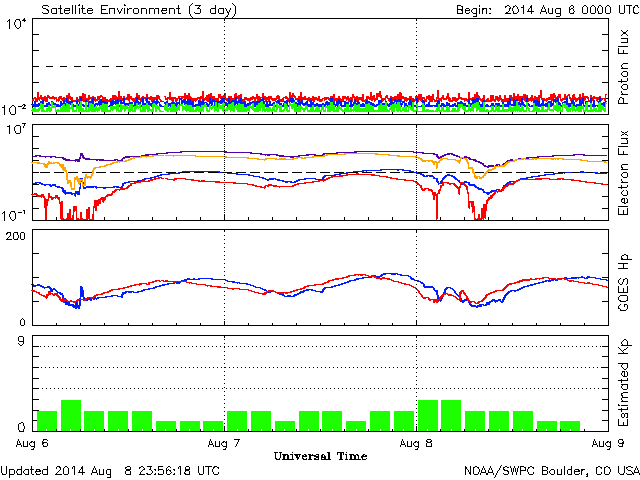 Satellite Environment (3 day) Begin: 2014 Aug 6 0000 UTC
10^4
10^-2
Proton Flux
10^7
10^-1
Electron Flux
200
0
GOES Hp
9
0
Estimated Kp
Aug 6 Aug 7 Aug 8 Aug 9
Universal Time
Updated 2014 Aug 8 23:56:18 UTC NOAA/SWPC Boulder, CO USA